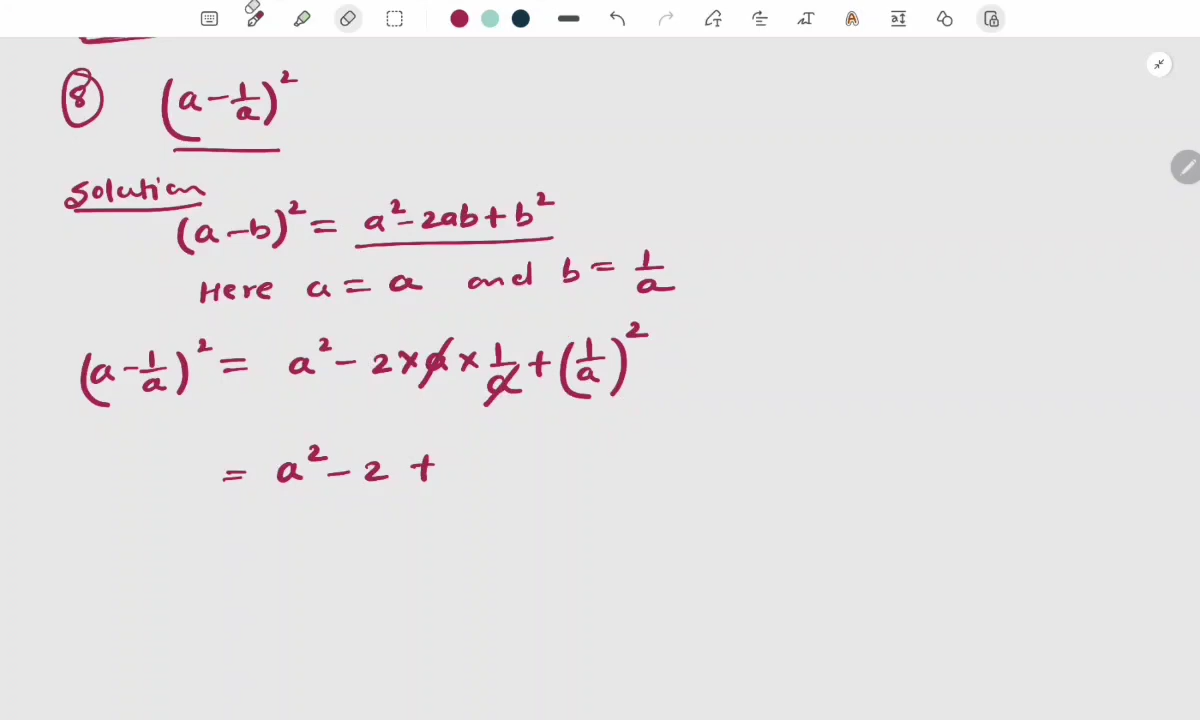 ⑧ (a - 1/a)²
Solution
(a - b)² = a² - 2ab + b²
Here a = a and b = 1/a
(a - 1/a)² = a² - 2 × a × 1/a + (1/a)²
= a² - 2 +